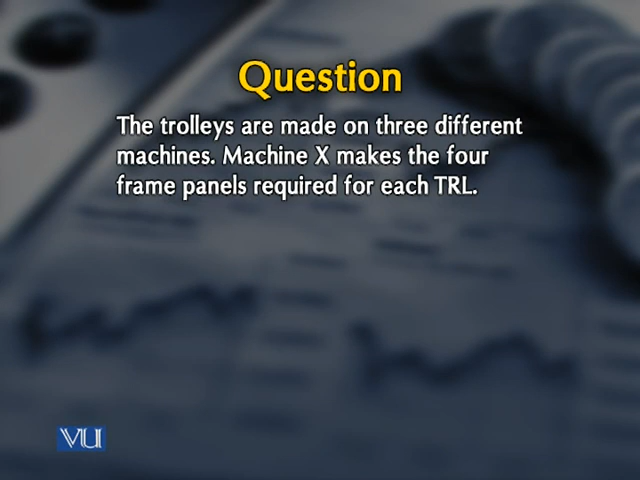 Question
The trolleys are made on three different
machines. Machine X makes the four
frame panels required for each TRL.
VU